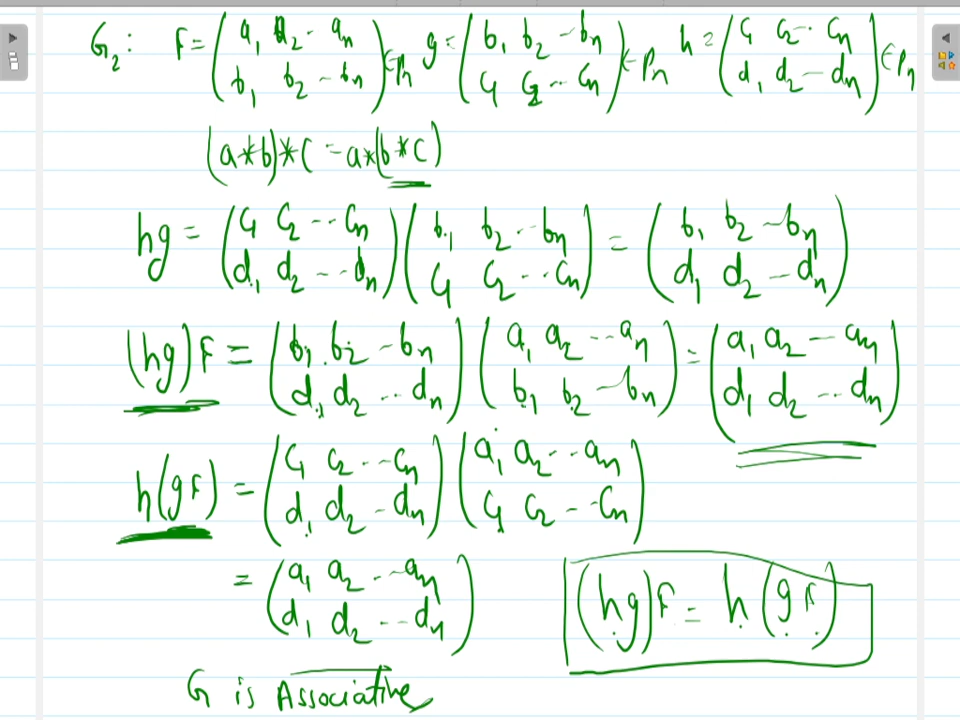 G₂: F = (a₁ a₂ - aₙ / b₁ b₂ - bₙ) ∈ Pₙ g = (b₁ b₂ - bₙ / c₁ c₂ -- cₙ) ∈ Pₙ h = (c₁ c₂ -- cₙ / d₁ d₂ - dₙ) ∈ Pₙ
(a*b)*c = a*(b*c)
hg = (c₁ c₂ -- cₙ / d₁ d₂ -- dₙ) (b₁ b₂ -- bₙ / c₁ c₂ -- cₙ) = (b₁ b₂ - bₙ / d₁ d₂ - dₙ)
(hg)F = (b₁ b₂ - bₙ / d₁ d₂ -- dₙ) (a₁ a₂ -- aₙ / b₁ b₂ - bₙ) = (a₁ a₂ - aₙ / d₁ d₂ -- dₙ)
h(gF) = (c₁ c₂ -- cₙ / d₁ d₂ - dₙ) (a₁ a₂ -- aₙ / c₁ c₂ -- cₙ)
= (a₁ a₂ -- aₙ / d₁ d₂ -- dₙ)
(hg)F = h(gF)
G is Associative